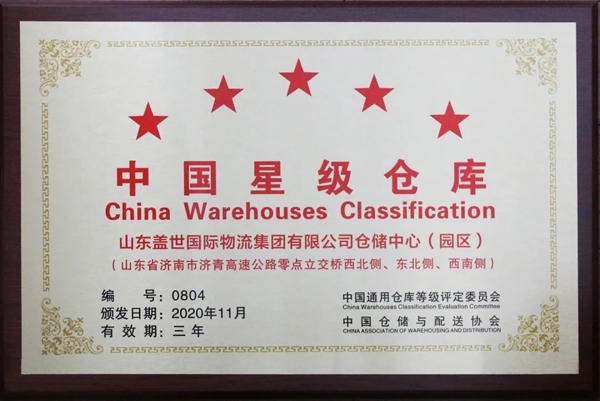 中国星级仓库
China Warehouses Classification
山东盖世国际物流集团有限公司仓储中心（园区）
（山东省济南市济青高速公路零点立交桥西北侧、东北侧、西南侧）
编 号：0804
颁发日期：2020年11月
有 效 期：三年
中国通用仓库等级评定委员会
China Warehouses Classification Evaluation Committee
中国仓储与配送协会
CHINA ASSOCIATION OF WAREHOUSING AND DISTRIBUTION